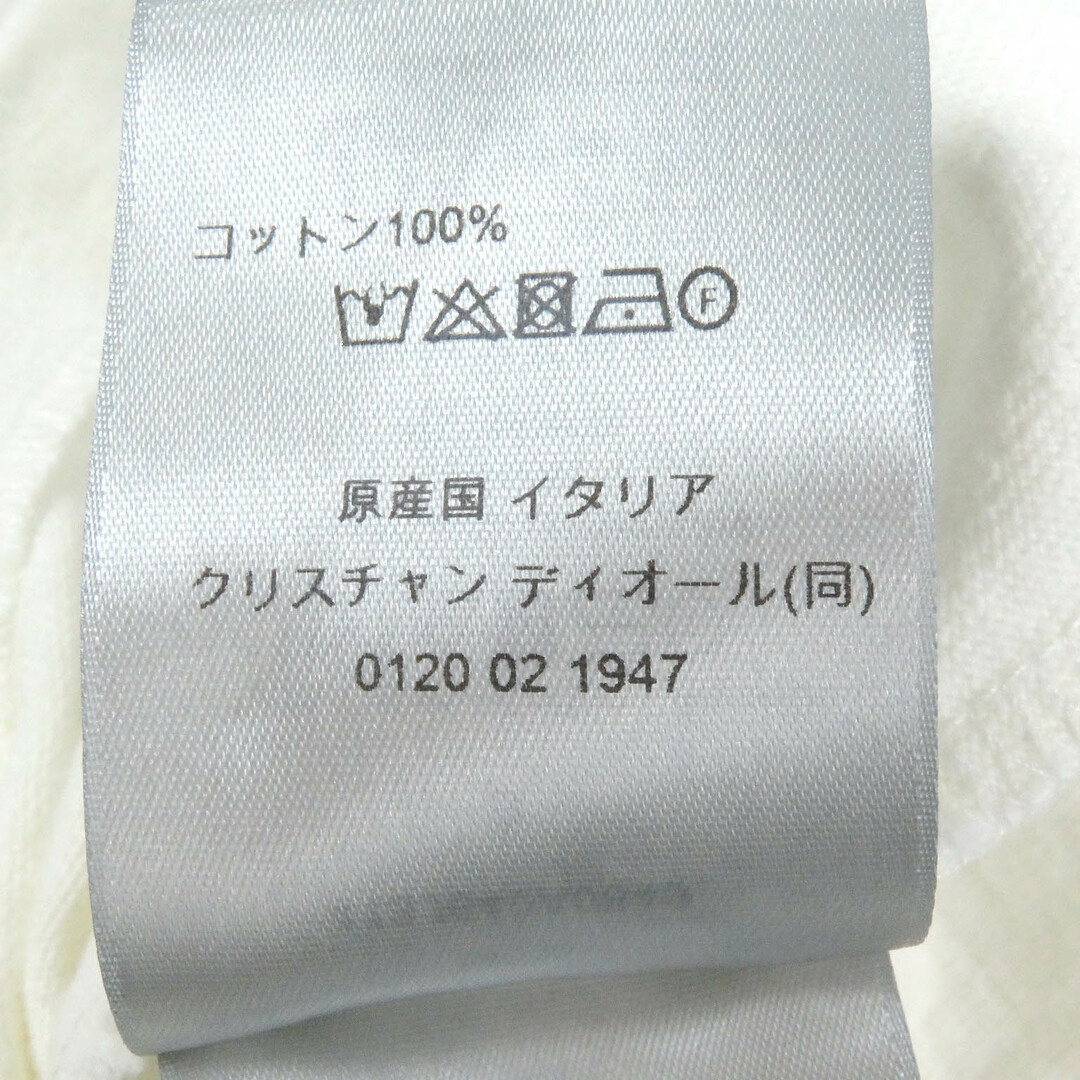 コットン100%
F
原産国 イタリア
クリスチャン ディオール(同)
0120 02 1947